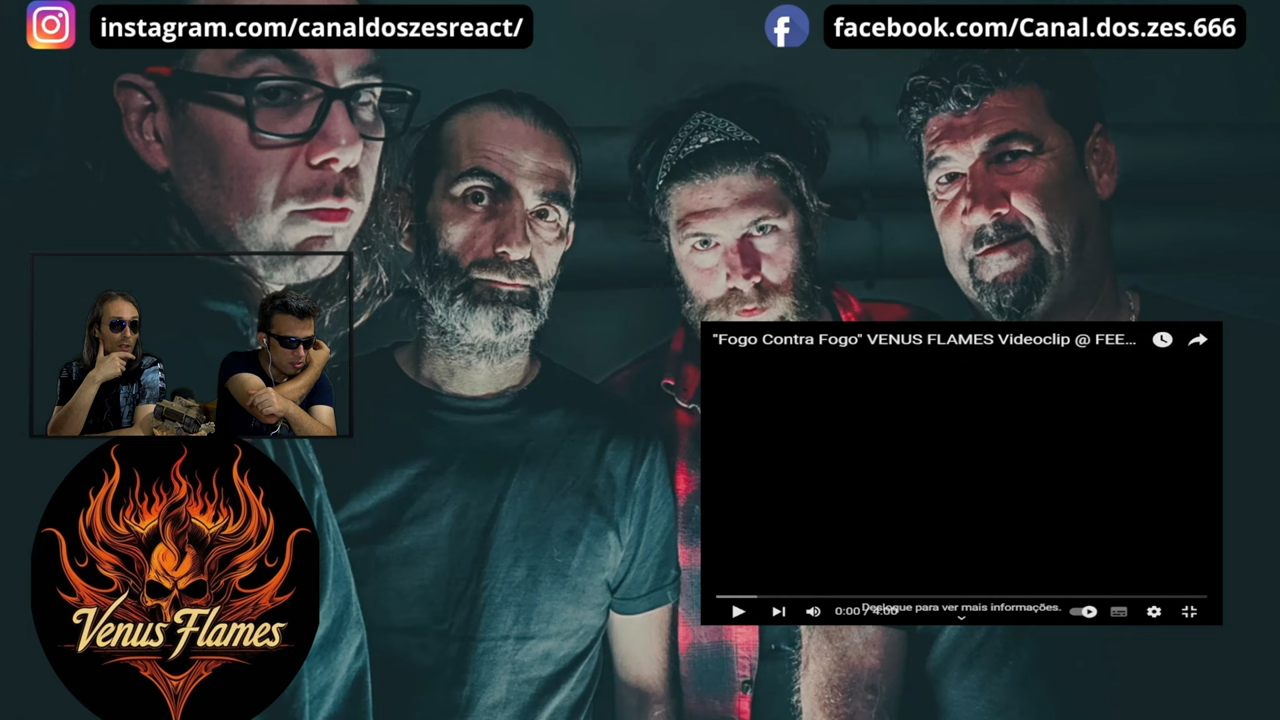 instagram.com/canaldoszesreact/
facebook.com/Canal.dos.zes.666
"Fogo Contra Fogo" VENUS FLAMES Videoclip @ FEE...
0:00 / 4:00
Deslogue para ver mais informações.
Venus Flames